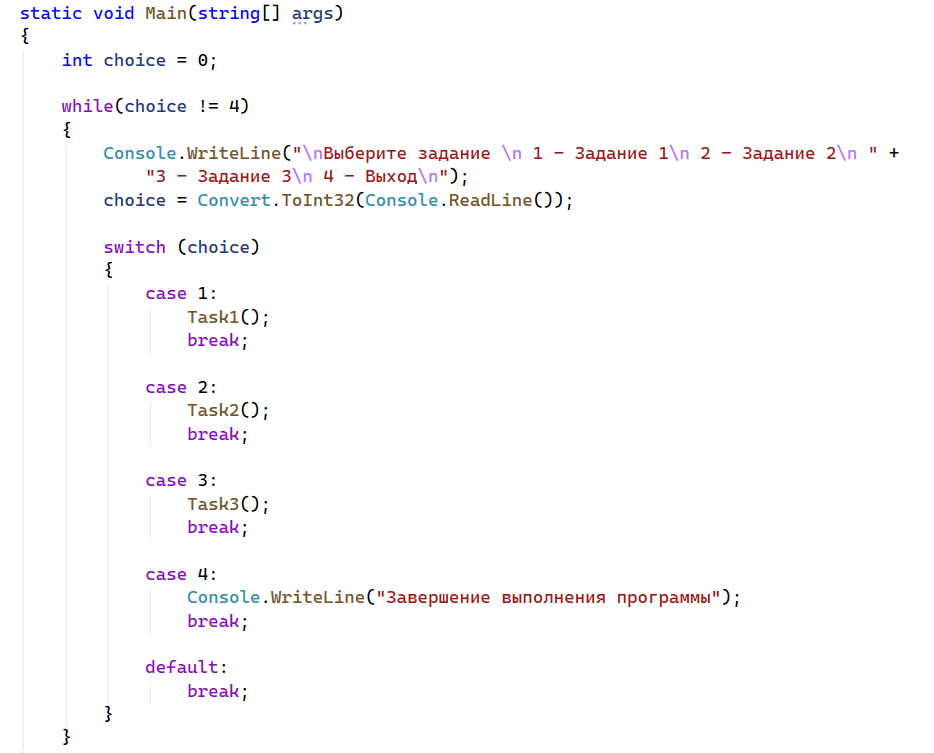 static void Main(string[] args)
{
int choice = 0;
while(choice != 4)
{
Console.WriteLine("\nВыберите задание \n 1 - Задание 1\n 2 - Задание 2\n " +
"3 - Задание 3\n 4 - Выход\n");
choice = Convert.ToInt32(Console.ReadLine());
switch (choice)
{
case 1:
Task1();
break;
case 2:
Task2();
break;
case 3:
Task3();
break;
case 4:
Console.WriteLine("Завершение выполнения программы");
break;
default:
break;
}
}